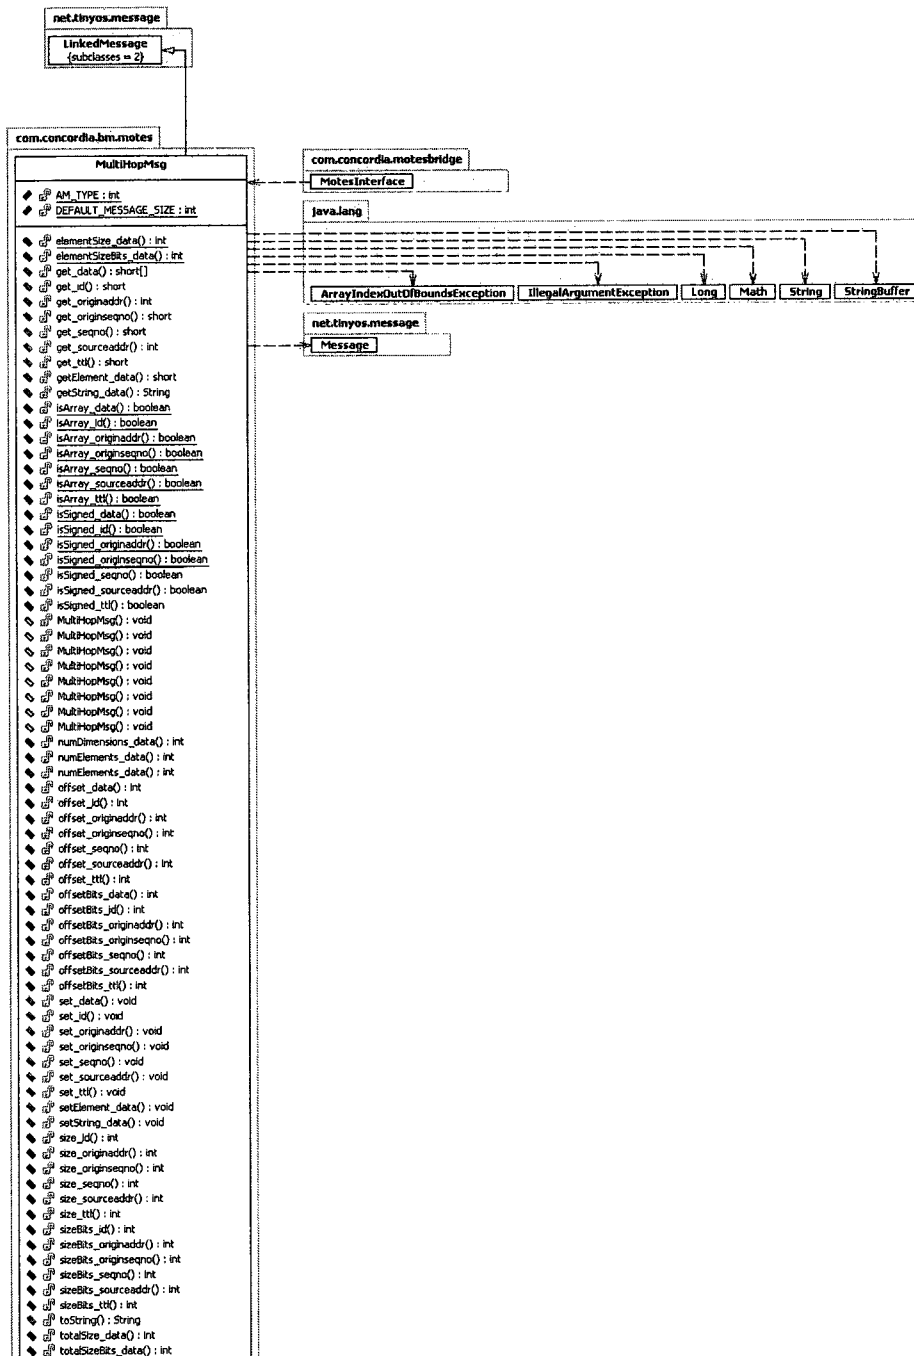 net.tinyos.message
LinkedMessage
{subclasses = 2}
com.concordia.bm.motes
MultiHopMsg
AM_TYPE : int
DEFAULT_MESSAGE_SIZE : int
elementSize_data() : int
elementSizeBits_data() : int
get_data() : short[]
get_id() : short
get_originaddr() : int
get_originseqno() : short
get_seqno() : short
get_sourceaddr() : int
get_ttl() : short
getElement_data() : short
getString_data() : String
isArray_data() : boolean
isArray_id() : boolean
isArray_originaddr() : boolean
isArray_originseqno() : boolean
isArray_seqno() : boolean
isArray_sourceaddr() : boolean
isArray_ttl() : boolean
isSigned_data() : boolean
isSigned_id() : boolean
isSigned_originaddr() : boolean
isSigned_originseqno() : boolean
isSigned_seqno() : boolean
isSigned_sourceaddr() : boolean
isSigned_ttl() : boolean
MultiHopMsg() : void
MultiHopMsg() : void
MultiHopMsg() : void
MultiHopMsg() : void
MultiHopMsg() : void
MultiHopMsg() : void
MultiHopMsg() : void
MultiHopMsg() : void
numDimensions_data() : int
numElements_data() : int
numElements_data() : int
offset_data() : int
offset_id() : int
offset_originaddr() : int
offset_originseqno() : int
offset_seqno() : int
offset_sourceaddr() : int
offset_ttl() : int
offsetBits_data() : int
offsetBits_id() : int
offsetBits_originaddr() : int
offsetBits_originseqno() : int
offsetBits_seqno() : int
offsetBits_sourceaddr() : int
offsetBits_ttl() : int
set_data() : void
set_id() : void
set_originaddr() : void
set_originseqno() : void
set_seqno() : void
set_sourceaddr() : void
set_ttl() : void
setElement_data() : void
setString_data() : void
size_id() : int
size_originaddr() : int
size_originseqno() : int
size_seqno() : int
size_sourceaddr() : int
size_ttl() : int
sizeBits_id() : int
sizeBits_originaddr() : int
sizeBits_originseqno() : int
sizeBits_seqno() : int
sizeBits_sourceaddr() : int
sizeBits_ttl() : int
toString() : String
totalSize_data() : int
totalSizeBits_data() : int
com.concordia.motesbridge
MotesInterface
java.lang
ArrayIndexOutOfBoundsException IllegalArgumentException Long Math String StringBuffer
net.tinyos.message
Message